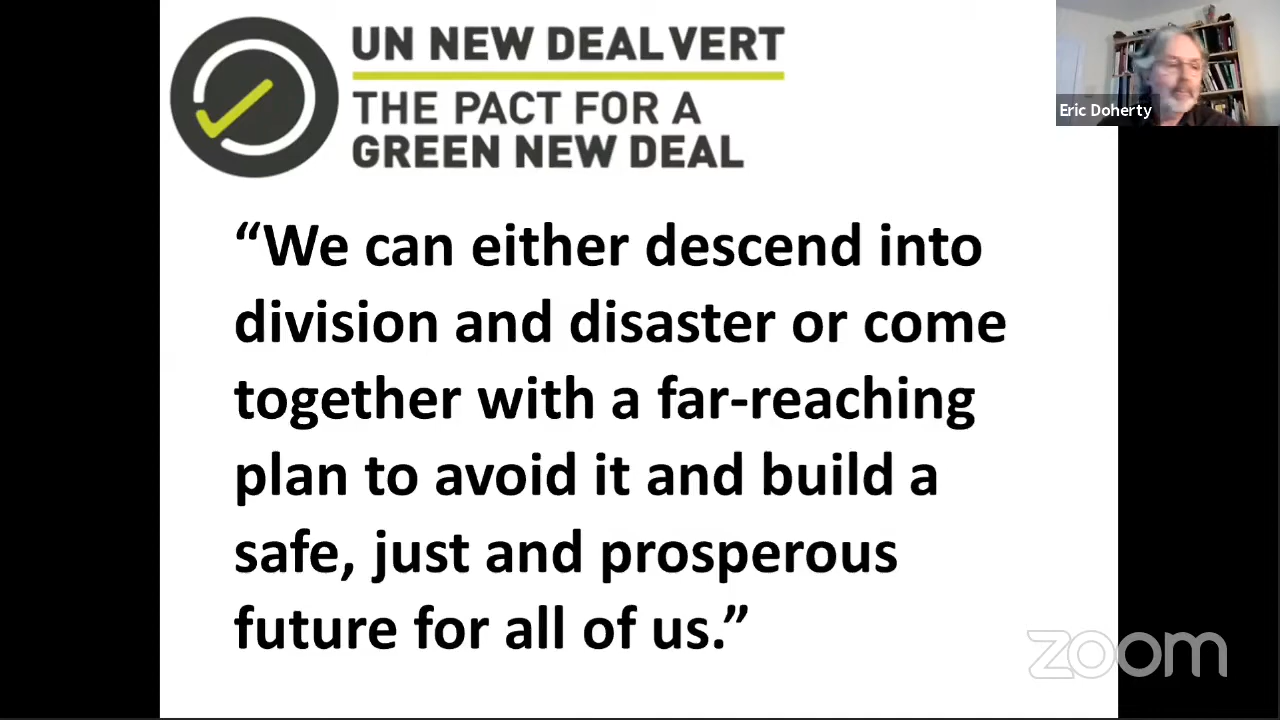 UN NEW DEAL VERT
THE PACT FOR A
GREEN NEW DEAL
Eric Doherty
“We can either descend into
division and disaster or come
together with a far-reaching
plan to avoid it and build a
safe, just and prosperous
future for all of us.”
zoom